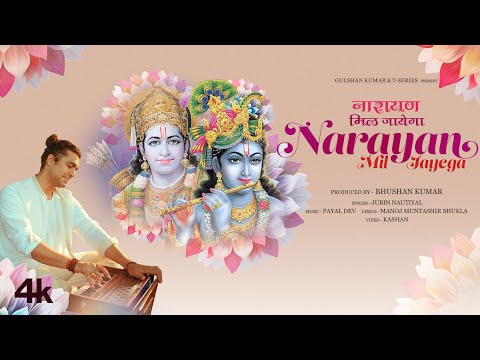 GULSHAN KUMAR & T-SERIES PRESENT
नारायण
मिल जायेगा
Narayan
Mil Jayega
PRODUCED BY - BHUSHAN KUMAR
SINGER - JUBIN NAUTIYAL
MUSIC - PAYAL DEV LYRICS - MANOJ MUNTASHIR SHUKLA
VIDEO - KASHAN
4k